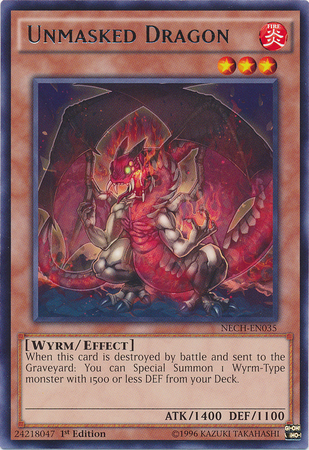 UNMASKED DRAGON
FIRE
炎
NECH-EN035
[WYRM/EFFECT]
When this card is destroyed by battle and sent to the
Graveyard: You can Special Summon 1 Wyrm-Type
monster with 1500 or less DEF from your Deck.
ATK/1400 DEF/1100
24218047 1st Edition ©1996 KAZUKI TAKAHASHI